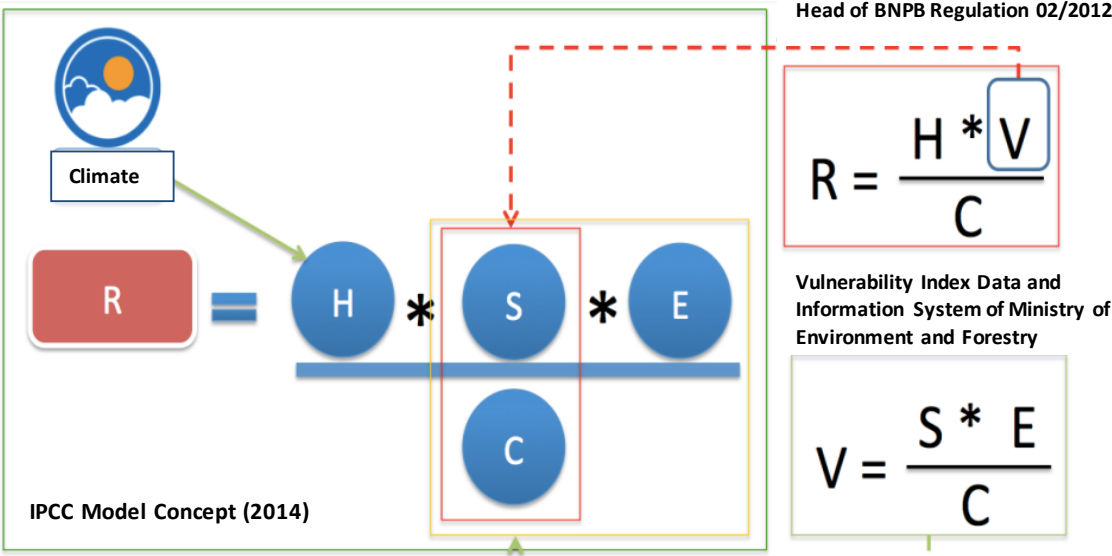 Head of BNPB Regulation 02/2012
Climate
R = H * S * E
C
IPCC Model Concept (2014)
R = H * V
C
Vulnerability Index Data and
Information System of Ministry of
Environment and Forestry
V = S * E
C